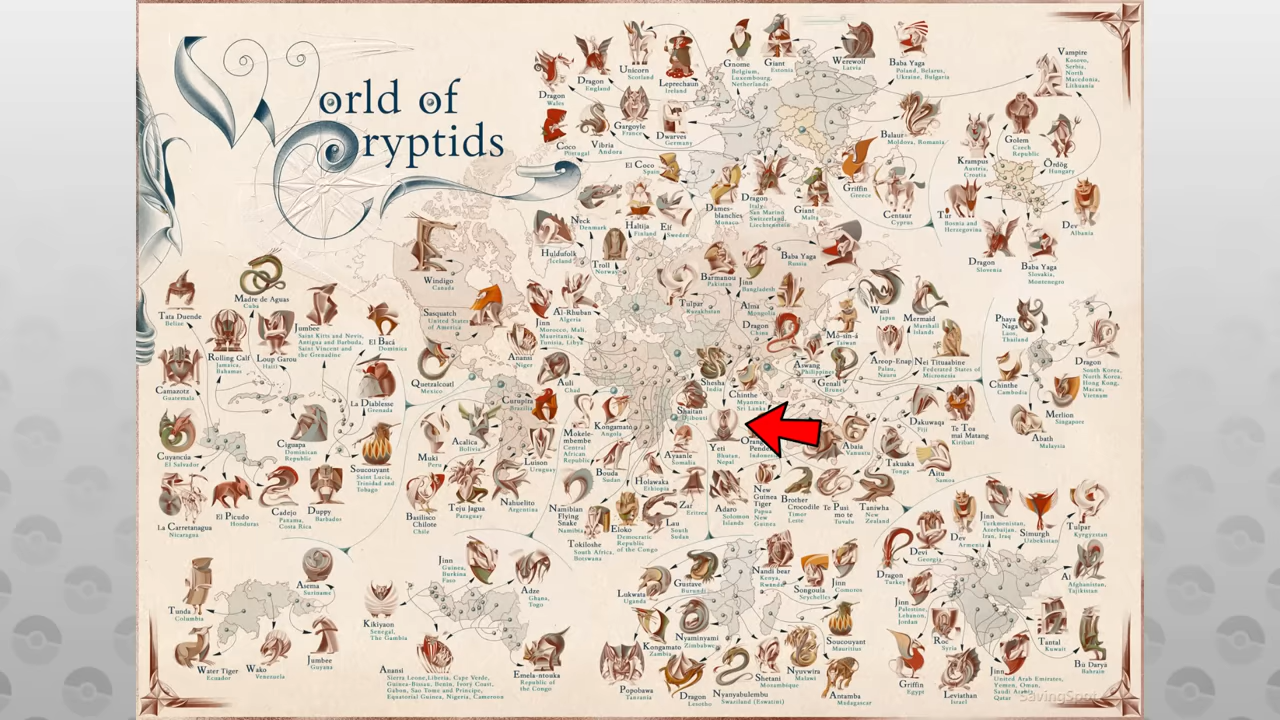 World of
Cryptids
Dragon
Wales
Dragon
England
Unicorn
Scotland
Leprechaun
Ireland
Gnome
Belgium,
Luxembourg,
Netherlands
Giant
Estonia
Werewolf
Latvia
Baba Yaga
Poland, Belarus,
Ukraine, Bulgaria
Vampire
Kosovo,
Serbia,
North
Macedonia,
Lithuania
Coco
Portugal
Vibria
Andorra
Gargoyle
France
Dwarves
Germany
Balaur
Moldova, Romania
Krampus
Austria,
Croatia
Golem
Czech
Republic
Ördög
Hungary
El Coco
Spain
Dames-
blanches
Monaco
Dragon
Italy,
San Marino
Switzerland,
Liechtenstein
Giant
Malta
Griffin
Greece
Centaur
Cyprus
Tur
Bosnia and
Herzegovina
Dev
Albania
Dragon
Slovenia
Baba Yaga
Slovakia,
Montenegro
Neck
Denmark
Haltija
Finland
Elf
Sweden
Huldufolk
Iceland
Troll
Norway
Windigo
Canada
Sasquatch
United States
of America
Baba Yaga
Russia
Barmanou
Pakistan
Jinn
Bangladesh
Tulpar
Kazakhstan
Alma
Mongolia
Dragon
China
Wani
Japan
Mermaid
Marshall
Islands
Phaya
Naga
Laos,
Thailand
Dragon
South Korea,
North Korea,
Hong Kong,
Macau,
Vietnam
Tata Duende
Belize
Madre de Aguas
Cuba
Rolling Calf
Jamaica,
Bahamas
Loup Garou
Haiti
Jumbee
Saint Kitts and Nevis,
Antigua and Barbuda,
Saint Vincent and
the Grenadine
El Bacá
Dominica
Jinn
Morocco, Mali,
Mauritania,
Tunisia, Libya
Al-Rhuban
Algeria
Anansi
Niger
Auli
Chad
Mô-sin-á
Taiwan
Aswang
Philippines
Genali
Brunei
Areop-Enap
Palau,
Nauru
Nei Tituaabine
Federated States of
Micronesia
Chinthe
Cambodia
Merlion
Singapore
Abath
Malaysia
Camazotz
Guatemala
Quetzalcoatl
Mexico
La Diablesse
Grenada
Curupira
Brazilia
Kongamato
Angola
Shesha
India
Shaitan
Djibouti
Chinthe
Myanmar,
Sri Lanka
Cuyancúa
El Salvador
Ciguapa
Dominican
Republic
Soucouyant
Saint Lucia,
Trinidad and
Tobago
Muki
Peru
Acalica
Bolivia
Luison
Uruguay
Mokele-
mbembe
Central
African
Republic
Bouda
Sudan
Ayaanle
Somalia
Yeti
Bhutan,
Nepal
Abaia
Vanuatu
Takuaka
Tonga
Dakuwaqa
Fiji
Te Toa
mai Matang
Kiribati
Aitu
Samoa
La Carretanagua
Nicaragua
El Picudo
Honduras
Cadejo
Panama,
Costa Rica
Duppy
Barbados
Basilisco
Chilote
Chile
Teju Jagua
Paraguay
Nahuelito
Argentina
Namibian
Flying
Snake
Namibia
Tokiloshe
South Africa,
Botswana
Eloko
Democratic
Republic
of the Congo
Holawaka
Ethiopia
Lau
South
Sudan
Zar
Eritrea
Adaro
Solomon
Islands
New
Guinea
Tiger
Papua
New
Guinea
Brother
Crocodile
Timor
Leste
Te Pusi
mo te
Tuvalu
Taniwha
New
Zealand
Devi
Georgia
Dev
Armenia
Jinn
Turkmenistan,
Azerbaijan,
Iran, Iraq
Simurgh
Uzbekistan
Tulpar
Kyrgyzstan
Al
Afghanistan,
Tajikistan
Tunda
Columbia
Asema
Suriname
Water Tiger
Ecuador
Wako
Venezuela
Jumbee
Guyana
Kikiyaon
Senegal,
The Gambia
Jinn
Guinea,
Burkina
Faso
Adze
Ghana,
Togo
Anansi
Sierra Leone, Liberia, Cape Verde,
Guinea-Bissau, Benin, Ivory Coast,
Gabon, Sao Tome and Principe,
Equatorial Guinea, Nigeria, Cameroon
Emela-ntouka
Republic of
the Congo
Lukwata
Uganda
Gustave
Burundi
Nandi bear
Kenya,
Rwanda
Songoula
Seychelles
Jinn
Comoros
Kongamato
Zambia
Nyaminyami
Zimbabwe
Soucouyant
Mauritius
Popobawa
Tanzania
Dragon
Lesotho
Nyanyabulembu
Swaziland (Eswatini)
Shetani
Mozambique
Nyuvwira
Malawi
Antamba
Madagascar
Dragon
Turkey
Jinn
Palestine,
Lebanon,
Jordan
Roc
Syria
Tantal
Kuwait
Bū Daryā
Bahrain
Griffin
Egypt
Leviathan
Israel
Jinn
United Arab Emirates,
Yemen, Oman,
Saudi Arabia,
Qatar
SavingSpot